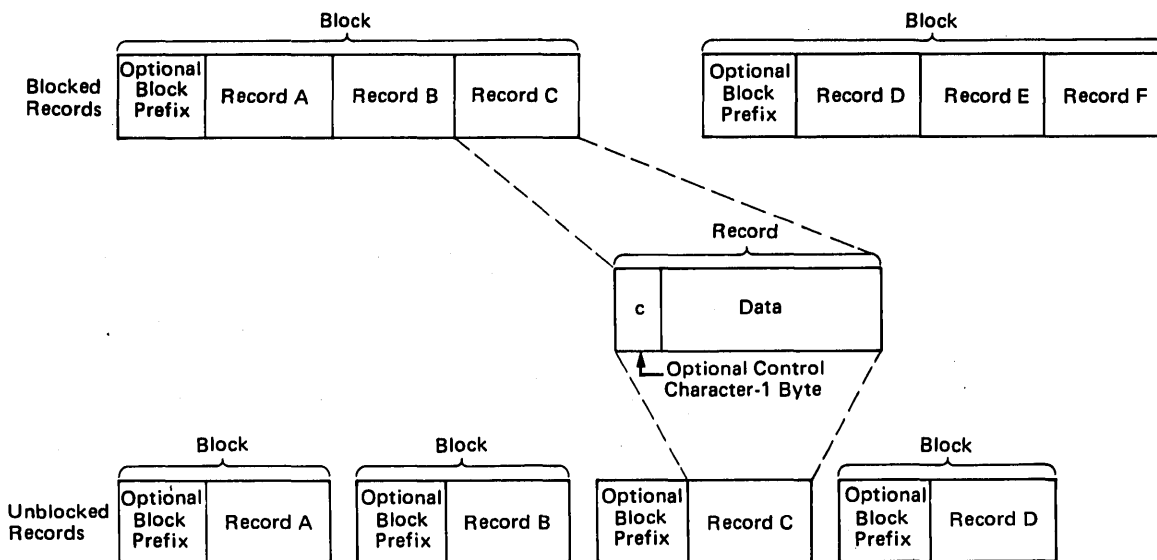 Block
Block
Blocked
Records
Optional
Block
Prefix
Record A
Record B
Record C
Optional
Block
Prefix
Record D
Record E
Record F
Record
c
Data
Optional Control
Character-1 Byte
Block
Block
Block
Unblocked
Records
Optional
Block
Prefix
Record A
Optional
Block
Prefix
Record B
Optional
Block
Prefix
Record C
Optional
Block
Prefix
Record D